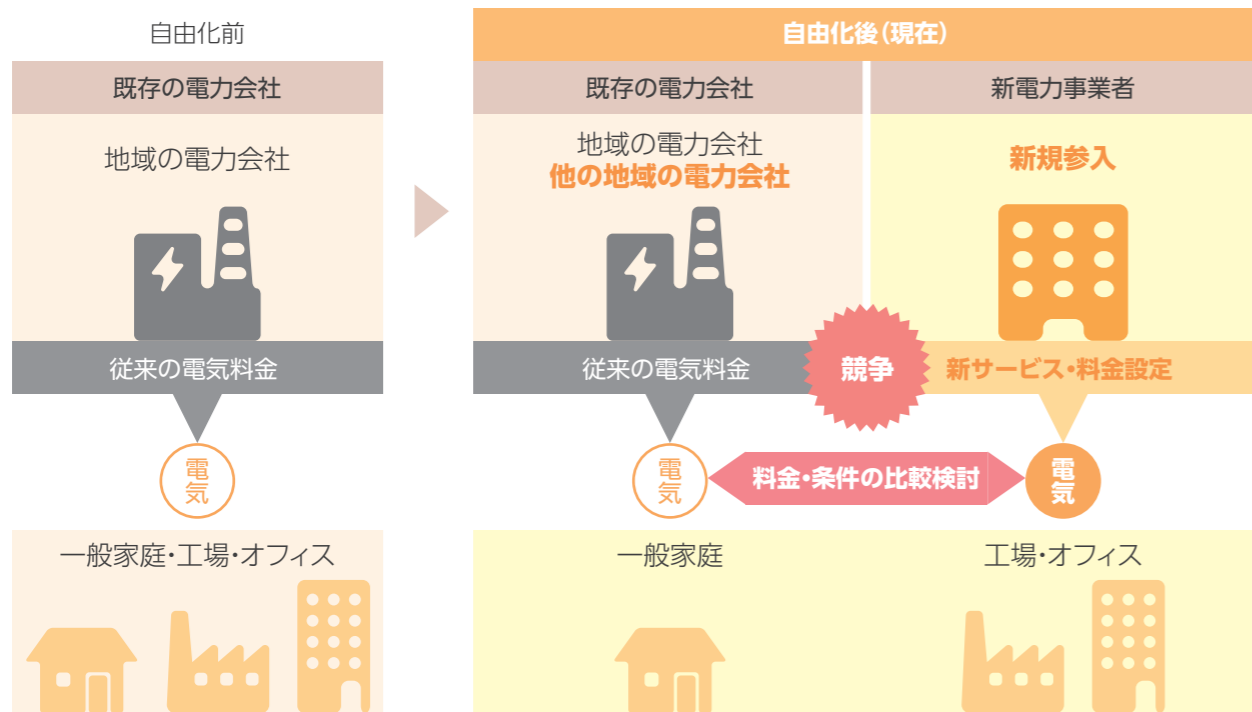 自由化前
既存の電力会社
地域の電力会社
従来の電気料金
電気
一般家庭・工場・オフィス
自由化後(現在)
既存の電力会社
地域の電力会社
他の地域の電力会社
従来の電気料金
新電力事業者
新規参入
新サービス・料金設定
競争
電気
料金・条件の比較検討
電気
一般家庭
工場・オフィス